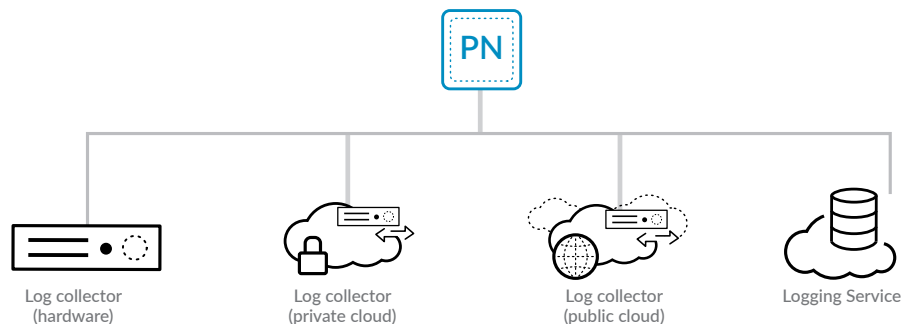 PN
Log collector
(hardware)
Log collector
(private cloud)
Log collector
(public cloud)
Logging Service